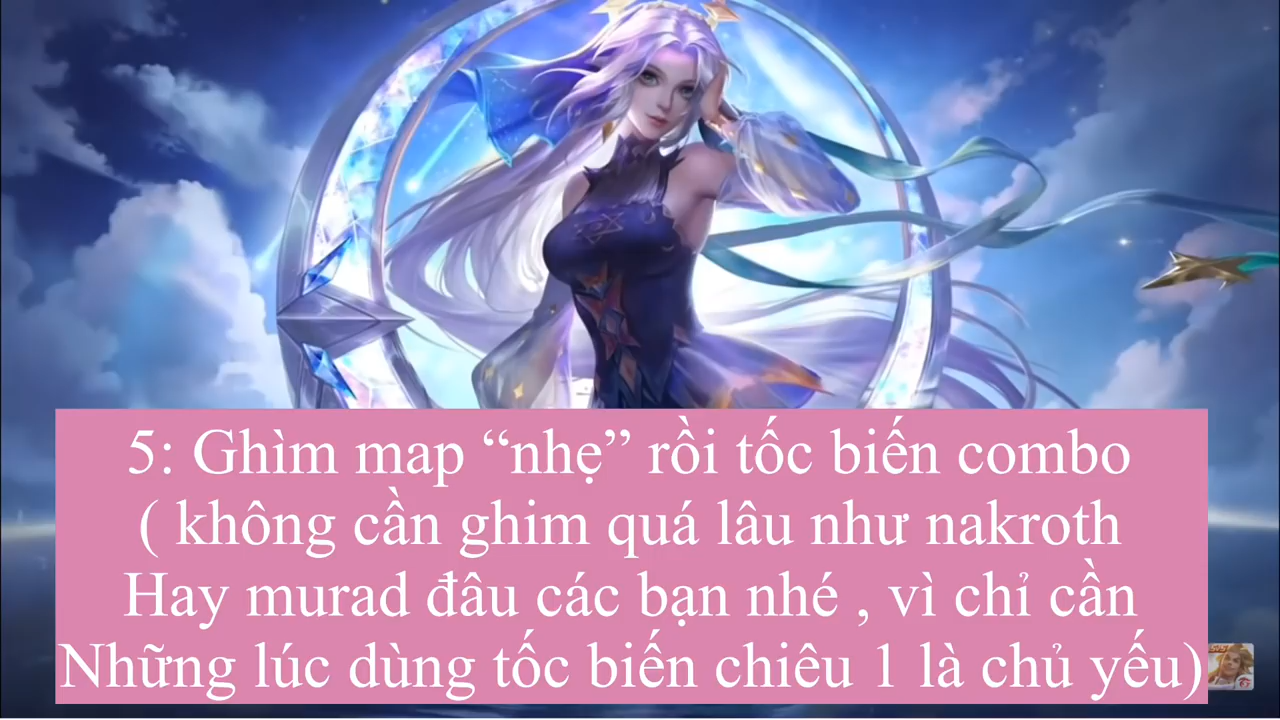 5: Ghìm map “nhẹ” rồi tốc biến combo
( không cần ghim quá lâu như nakroth
Hay murad đâu các bạn nhé , vì chỉ cần
Những lúc dùng tốc biến chiêu 1 là chủ yếu)